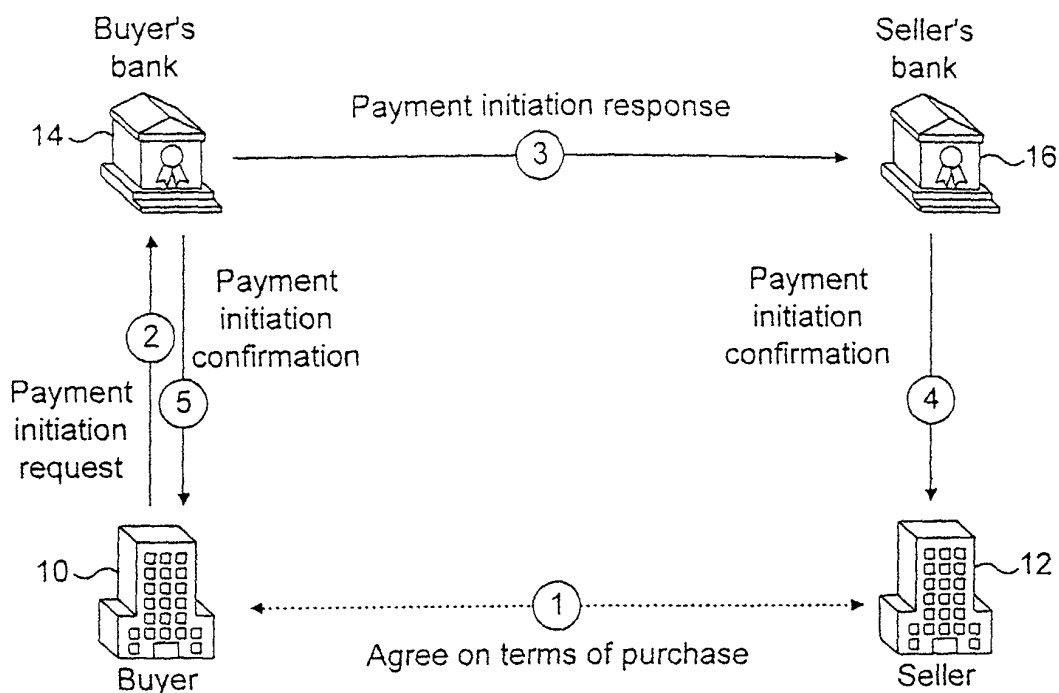 Buyer's
bank
Seller's
bank
14
Payment initiation response
3
16
Payment
initiation
confirmation
2
5
Payment
initiation
request
Payment
initiation
confirmation
4
10
Buyer
1
Agree on terms of purchase
12
Seller